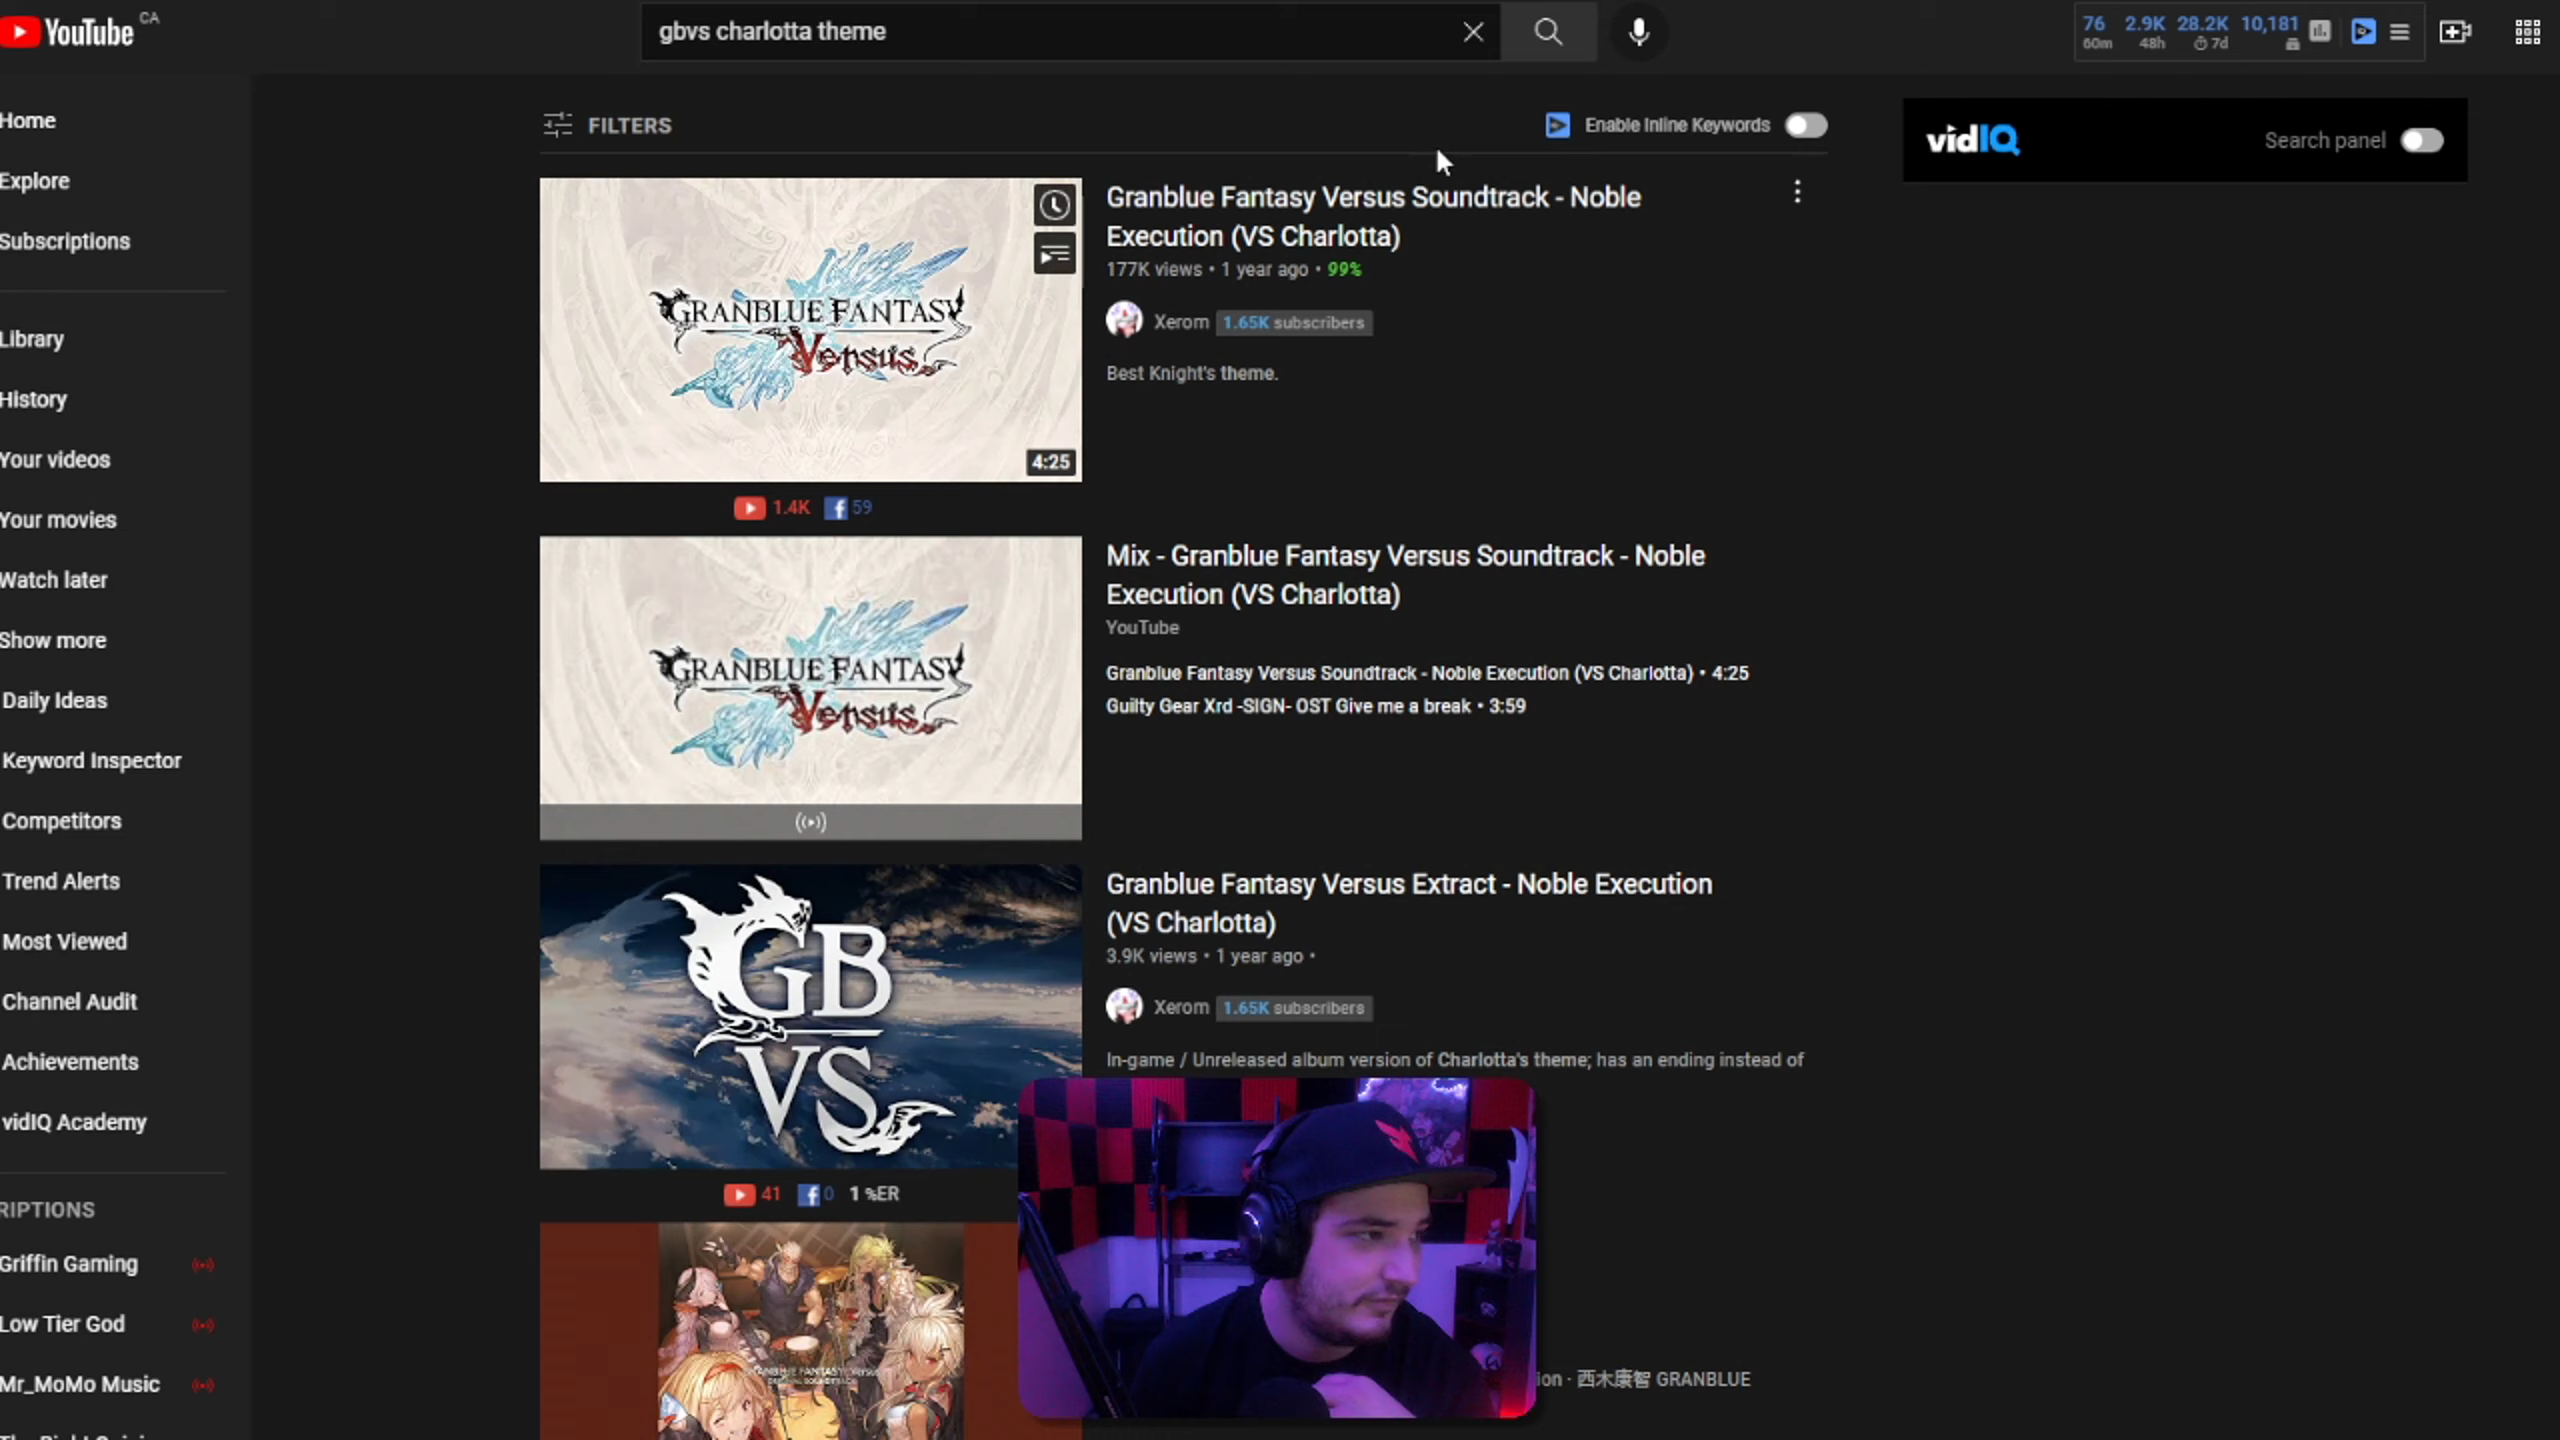 YouTube CA
gbvs charlotta theme
76 2.9K 28.2K 10,181
60m 48h 7d
Home
Explore
Subscriptions
Library
History
Your videos
Your movies
Watch later
Show more
Daily Ideas
Keyword Inspector
Competitors
Trend Alerts
Most Viewed
Channel Audit
Achievements
vidIQ Academy
RIPTIONS
Griffin Gaming
Low Tier God
Mr_MoMo Music
FILTERS
Enable Inline Keywords
GRANBLUE FANTASY
Versus
4:25
1.4K 59
Granblue Fantasy Versus Soundtrack - Noble
Execution (VS Charlotta)
177K views • 1 year ago • 99%
Xerom 1.65K subscribers
Best Knight's theme.
GRANBLUE FANTASY
Versus
Mix - Granblue Fantasy Versus Soundtrack - Noble
Execution (VS Charlotta)
YouTube
Granblue Fantasy Versus Soundtrack - Noble Execution (VS Charlotta) • 4:25
Guilty Gear Xrd -SIGN- OST Give me a break • 3:59
GB
VS
41 0 1 %ER
Granblue Fantasy Versus Extract - Noble Execution
(VS Charlotta)
3.9K views • 1 year ago •
Xerom 1.65K subscribers
In-game / Unreleased album version of Charlotta's theme; has an ending instead of
ion · 西木康智 GRANBLUE
vidIQ
Search panel